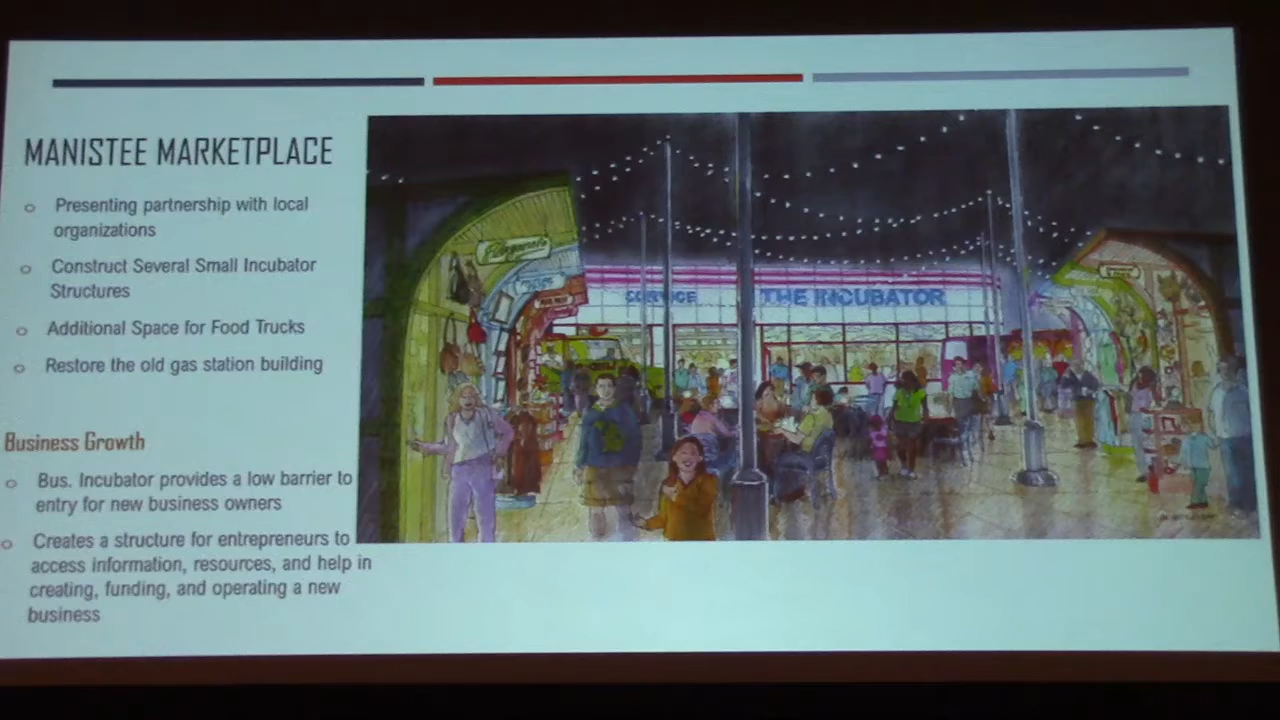 MANISTEE MARKETPLACE
Presenting partnership with local
organizations
Construct Several Small Incubator
Structures
Additional Space for Food Trucks
Restore the old gas station building
Business Growth
Bus. Incubator provides a low barrier to
entry for new business owners
Creates a structure for entrepreneurs to
access information, resources, and help in
creating, funding, and operating a new
business
SERVICE
THE INCUBATOR